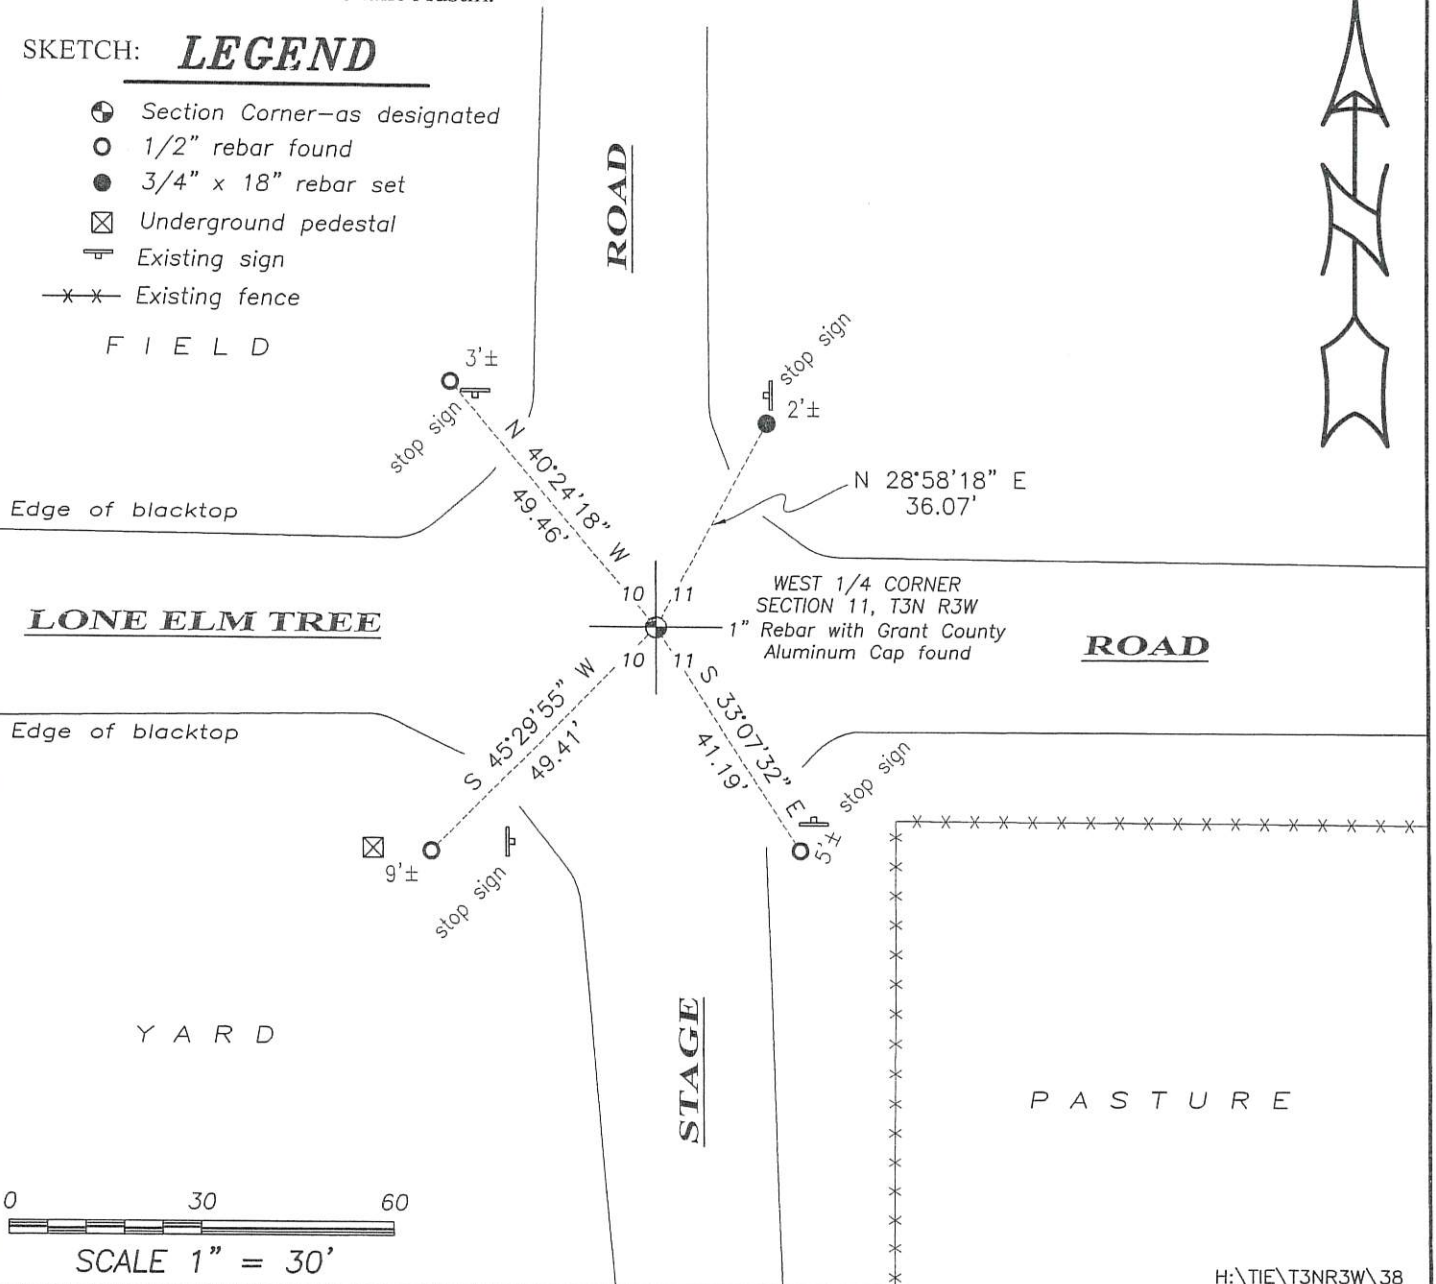 SKETCH: LEGEND
Section Corner-as designated
1/2" rebar found
3/4" x 18" rebar set
Underground pedestal
Existing sign
Existing fence
FIELD
ROAD
N
3'±
stop sign
stop sign
2'±
N 40°24'18" W
49.46'
N 28°58'18" E
36.07'
Edge of blacktop
LONE ELM TREE
10 11
WEST 1/4 CORNER
SECTION 11, T3N R3W
1" Rebar with Grant County
Aluminum Cap found
ROAD
10 11
Edge of blacktop
S 45°29'55" W
49.41'
S 33°07'32" E
41.19'
stop sign
5'±
9'±
stop sign
YARD
STAGE
PASTURE
0 30 60
SCALE 1" = 30'
H:\TIE\T3NR3W\38